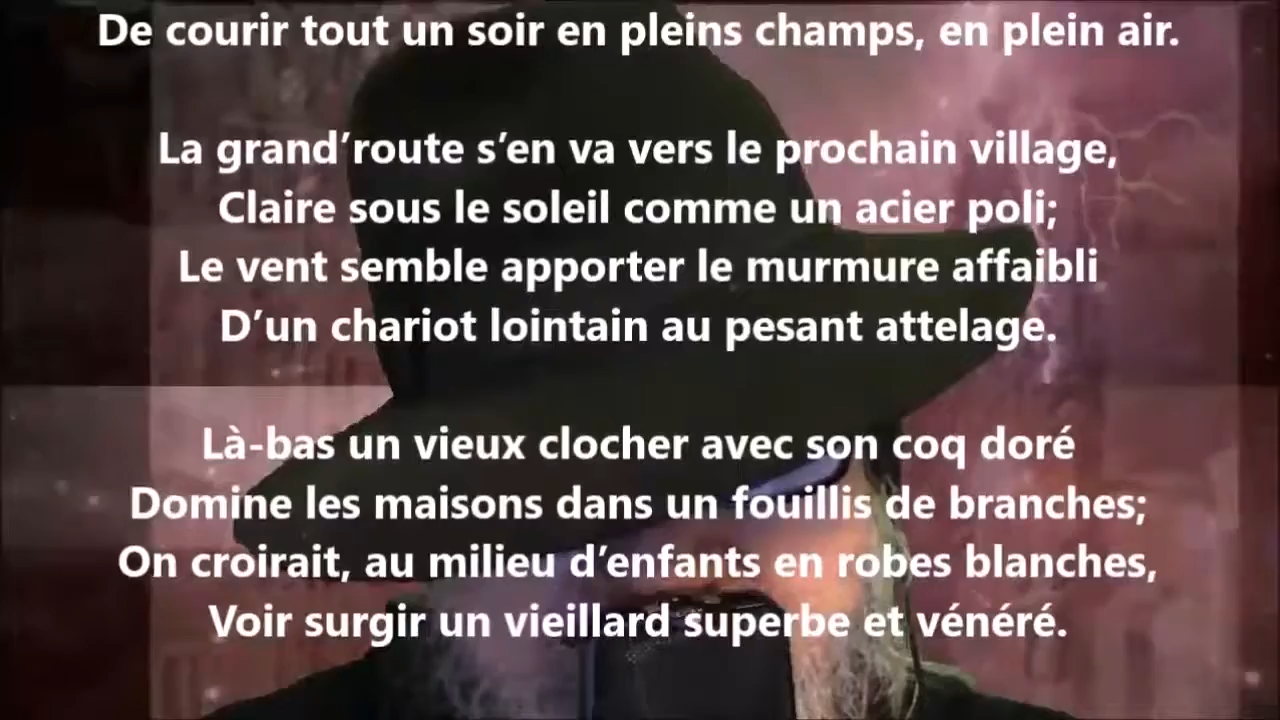 De courir tout un soir en pleins champs, en plein air.
La grand’route s’en va vers le prochain village,
Claire sous le soleil comme un acier poli;
Le vent semble apporter le murmure affaibli
D’un chariot lointain au pesant attelage.
Là-bas un vieux clocher avec son coq doré
Domine les maisons dans un fouillis de branches;
On croirait, au milieu d’enfants en robes blanches,
Voir surgir un vieillard superbe et vénéré.